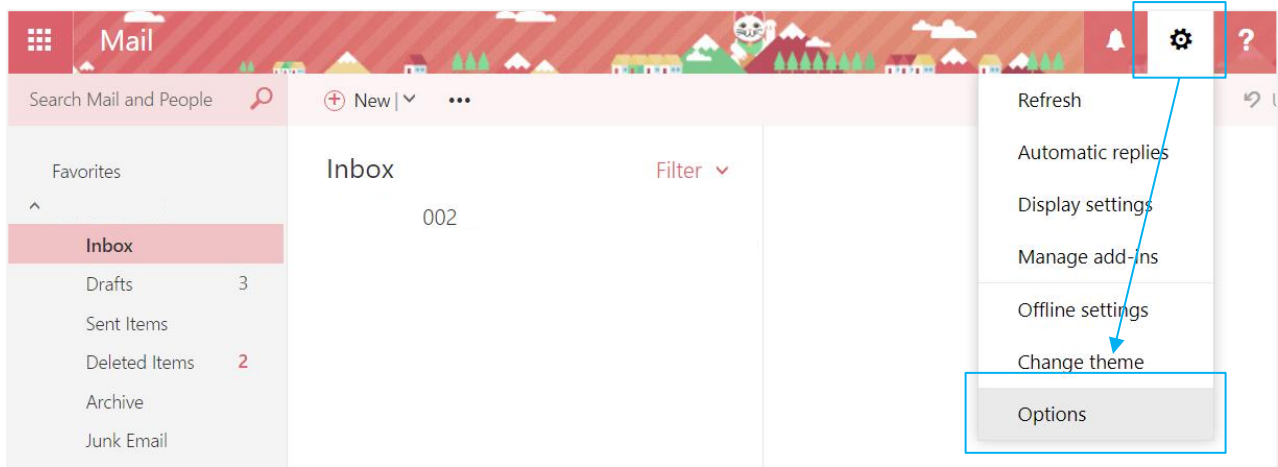 Mail
?
Search Mail and People
New
•••
Favorites
Inbox
Drafts 3
Sent Items
Deleted Items 2
Archive
Junk Email
Inbox
Filter
002
Refresh
Automatic replies
Display settings
Manage add-ins
Offline settings
Change theme
Options